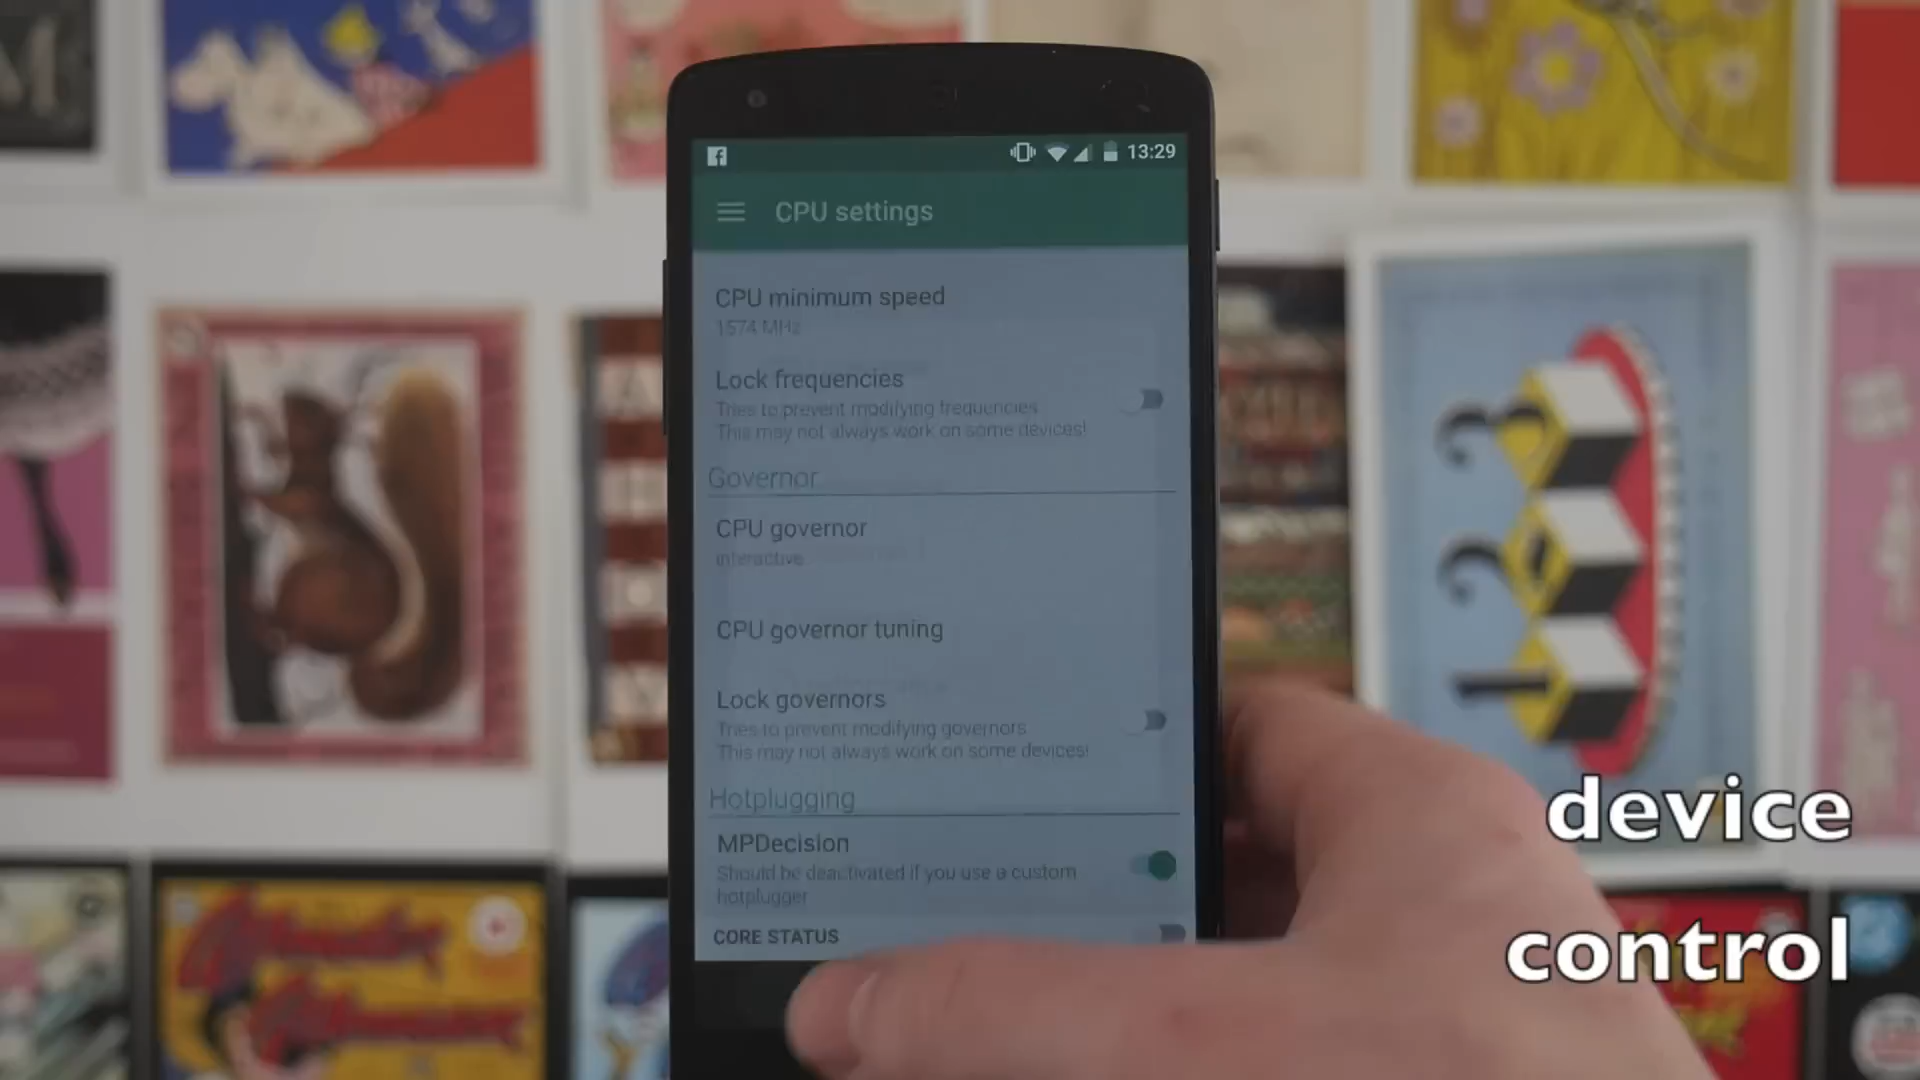 13:29
CPU settings
CPU minimum speed
1574 MHz
Lock frequencies
Tries to prevent modifying frequencies
This may not always work on some devices!
Governor
CPU governor
interactive
CPU governor tuning
Lock governors
Tries to prevent modifying governors
This may not always work on some devices!
Hotplugging
MPDecision
Should be deactivated if you use a custom
hotplugger
CORE STATUS
device
control
3
2
1